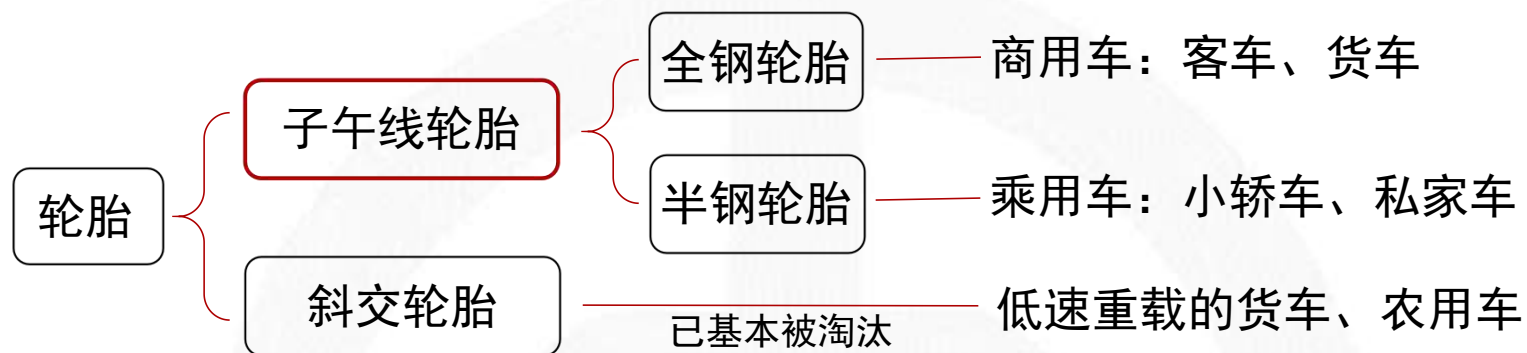 全钢轮胎
商用车：客车、货车
子午线轮胎
轮胎
半钢轮胎
乘用车：小轿车、私家车
斜交轮胎
已基本被淘汰
低速重载的货车、农用车